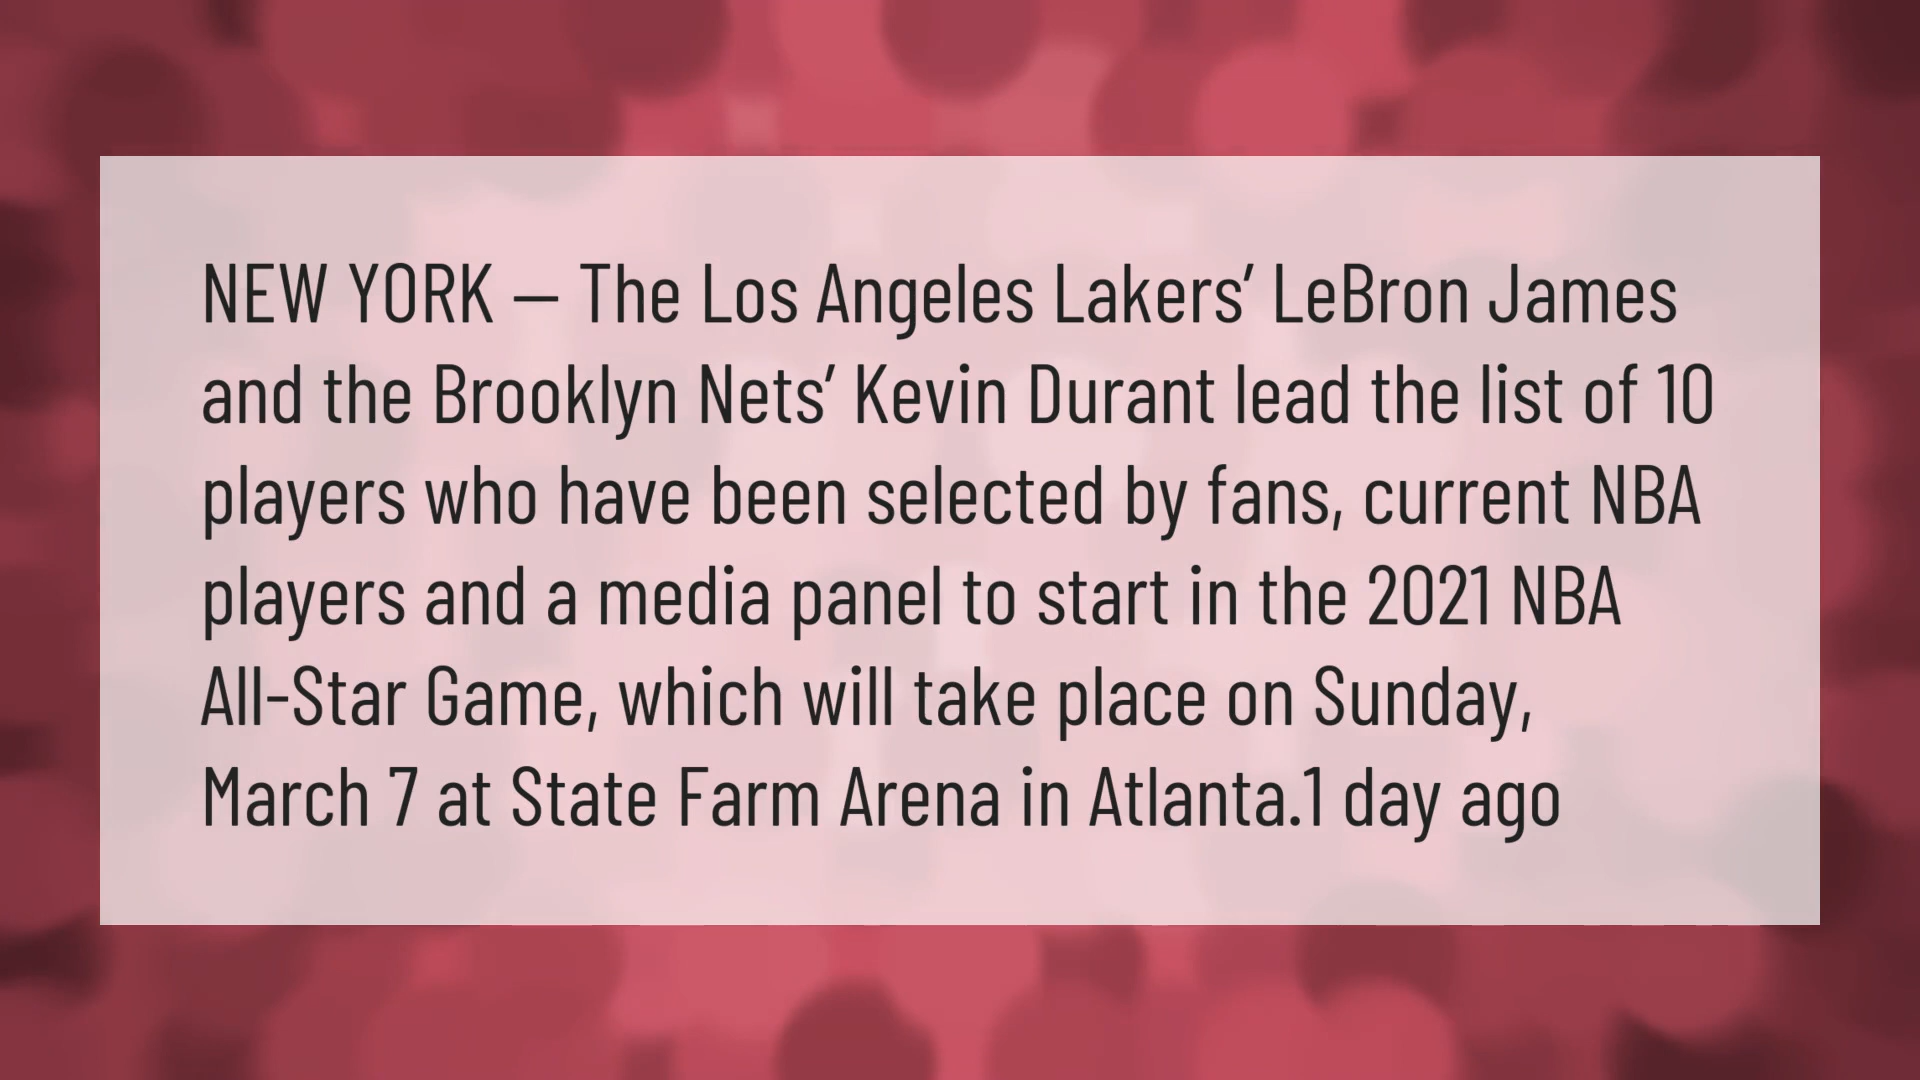 NEW YORK — The Los Angeles Lakers’ LeBron James
and the Brooklyn Nets’ Kevin Durant lead the list of 10
players who have been selected by fans, current NBA
players and a media panel to start in the 2021 NBA
All-Star Game, which will take place on Sunday,
March 7 at State Farm Arena in Atlanta.1 day ago